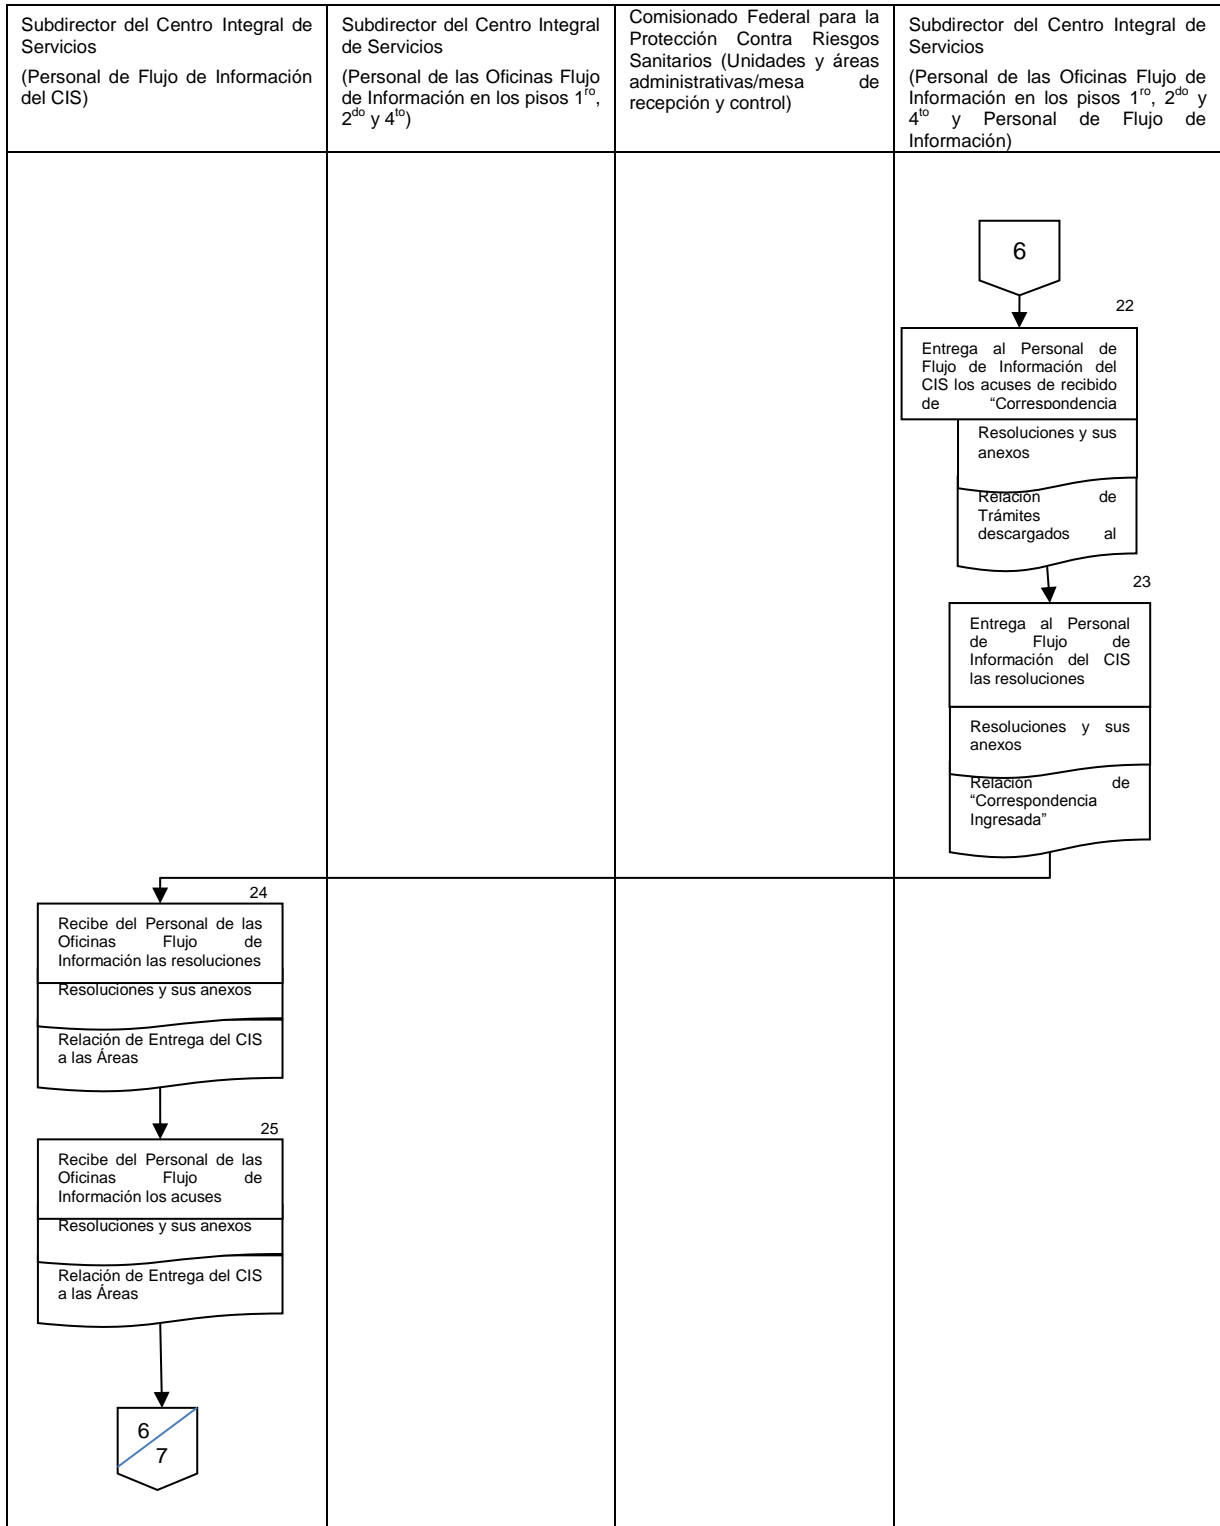 Subdirector del Centro Integral de
Servicios
(Personal de Flujo de Información
del CIS)
Subdirector del Centro Integral
de Servicios
(Personal de las Oficinas Flujo
de Información en los pisos 1ro,
2do y 4to)
Comisionado Federal para la
Protección Contra Riesgos
Sanitarios (Unidades y áreas
administrativas/mesa de
recepción y control)
Subdirector del Centro Integral de
Servicios
(Personal de las Oficinas Flujo de
Información en los pisos 1ro, 2do y
4to y Personal de Flujo de
Información)
6
22
Entrega al Personal de
Flujo de Información del
CIS los acuses de recibido
de “Correspondencia
Resoluciones y sus
anexos
Relación de
Trámites
descargados al
23
Entrega al Personal
de Flujo de
Información del CIS
las resoluciones
Resoluciones y sus
anexos
Relación de
“Correspondencia
Ingresada”
24
Recibe del Personal de las
Oficinas Flujo de
Información las resoluciones
Resoluciones y sus anexos
Relación de Entrega del CIS
a las Áreas
25
Recibe del Personal de las
Oficinas Flujo de
Información los acuses
Resoluciones y sus anexos
Relación de Entrega del CIS
a las Áreas
6
7